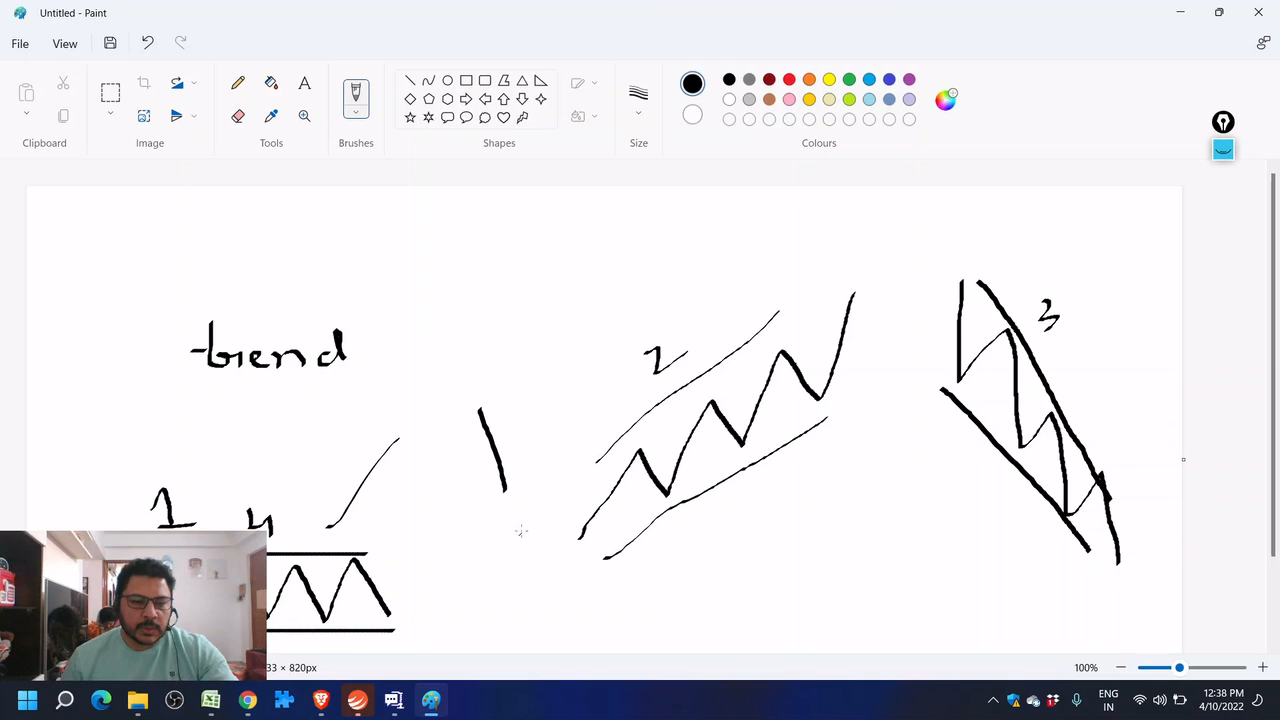 Untitled - Paint
File View
Clipboard Image Tools Brushes Shapes Size Colours
trend
2
3
1 4
33 × 820px
100%
ENG
IN
12:38 PM
4/10/2022